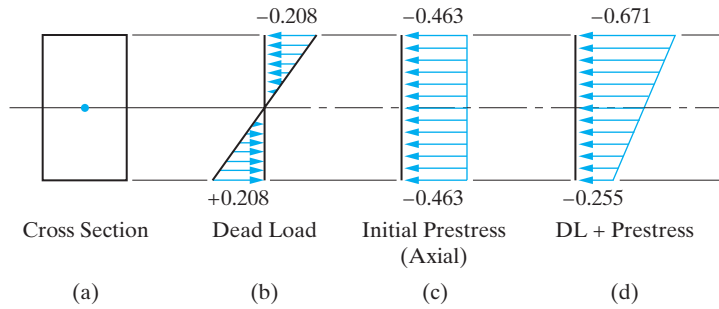 −0.208
−0.463
−0.671
+0.208
−0.463
−0.255
Cross Section
Dead Load
Initial Prestress
(Axial)
DL + Prestress
(a)
(b)
(c)
(d)